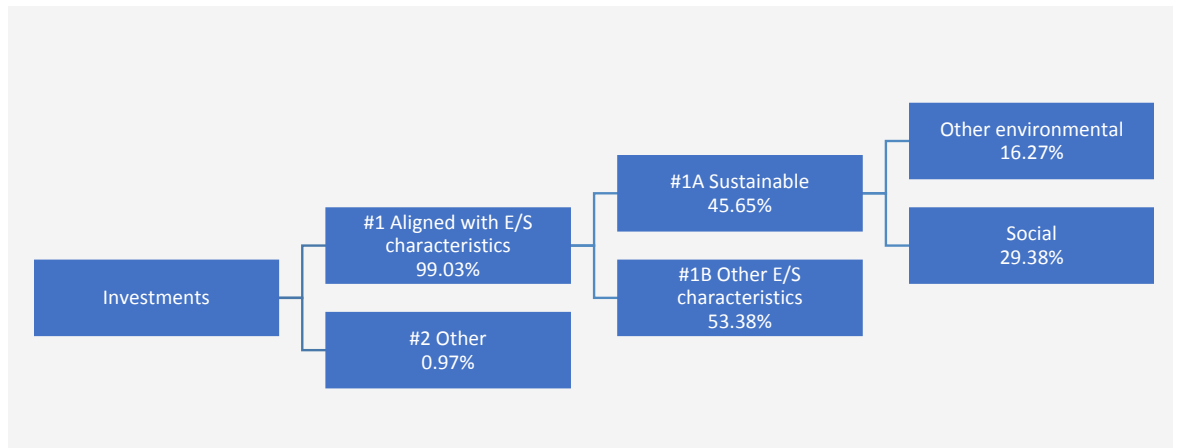 Other environmental
16.27%
#1A Sustainable
45.65%
#1 Aligned with E/S
characteristics
99.03%
Social
29.38%
Investments
#1B Other E/S
characteristics
53.38%
#2 Other
0.97%